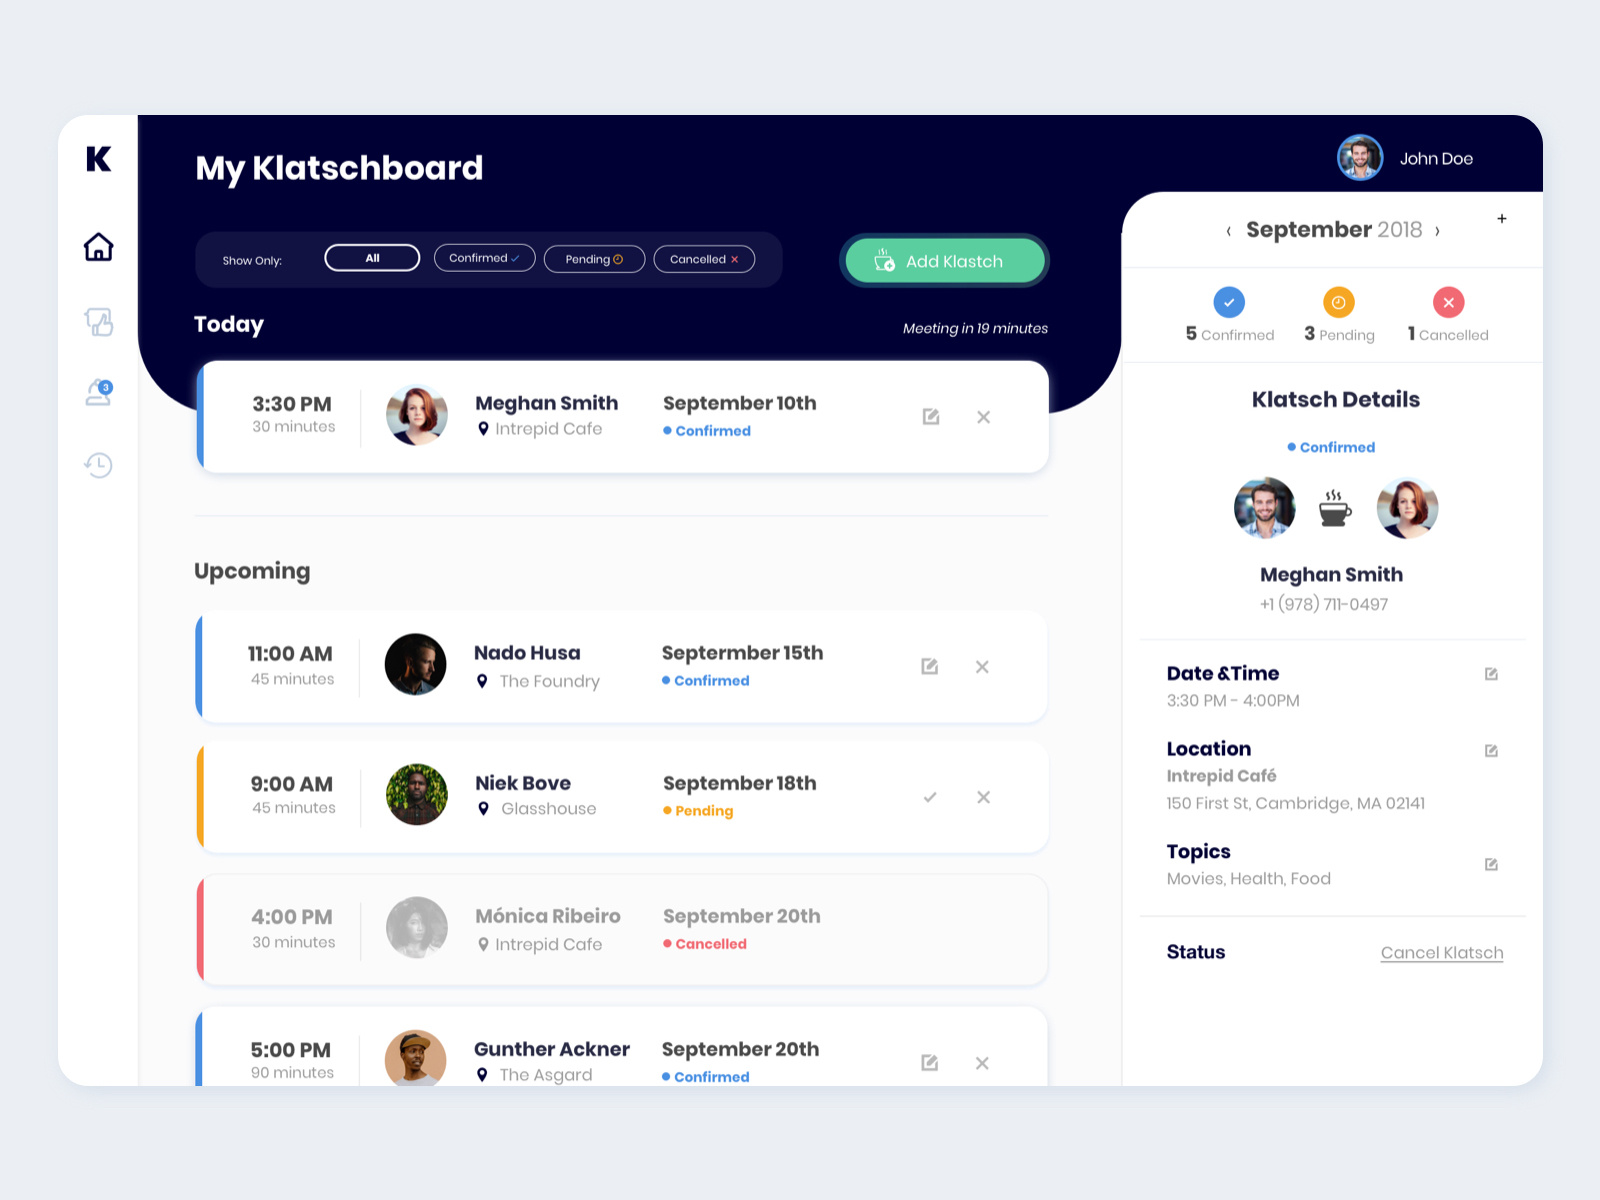 K
My Klatschboard
John Doe
Show Only:
All
Confirmed
Pending
Cancelled
Add Klastch
Today
Meeting in 19 minutes
3:30 PM
30 minutes
Meghan Smith
Intrepid Cafe
September 10th
Confirmed
3
Upcoming
11:00 AM
45 minutes
Nado Husa
The Foundry
Septermber 15th
Confirmed
9:00 AM
45 minutes
Niek Bove
Glasshouse
September 18th
Pending
4:00 PM
30 minutes
Mónica Ribeiro
Intrepid Cafe
September 20th
Cancelled
5:00 PM
90 minutes
Gunther Ackner
The Asgard
September 20th
Confirmed
‹ September 2018 ›
+
5 Confirmed
3 Pending
1 Cancelled
Klatsch Details
Confirmed
Meghan Smith
+1 (978) 711-0497
Date &Time
3:30 PM - 4:00PM
Location
Intrepid Café
150 First St, Cambridge, MA 02141
Topics
Movies, Health, Food
Status
Cancel Klatsch